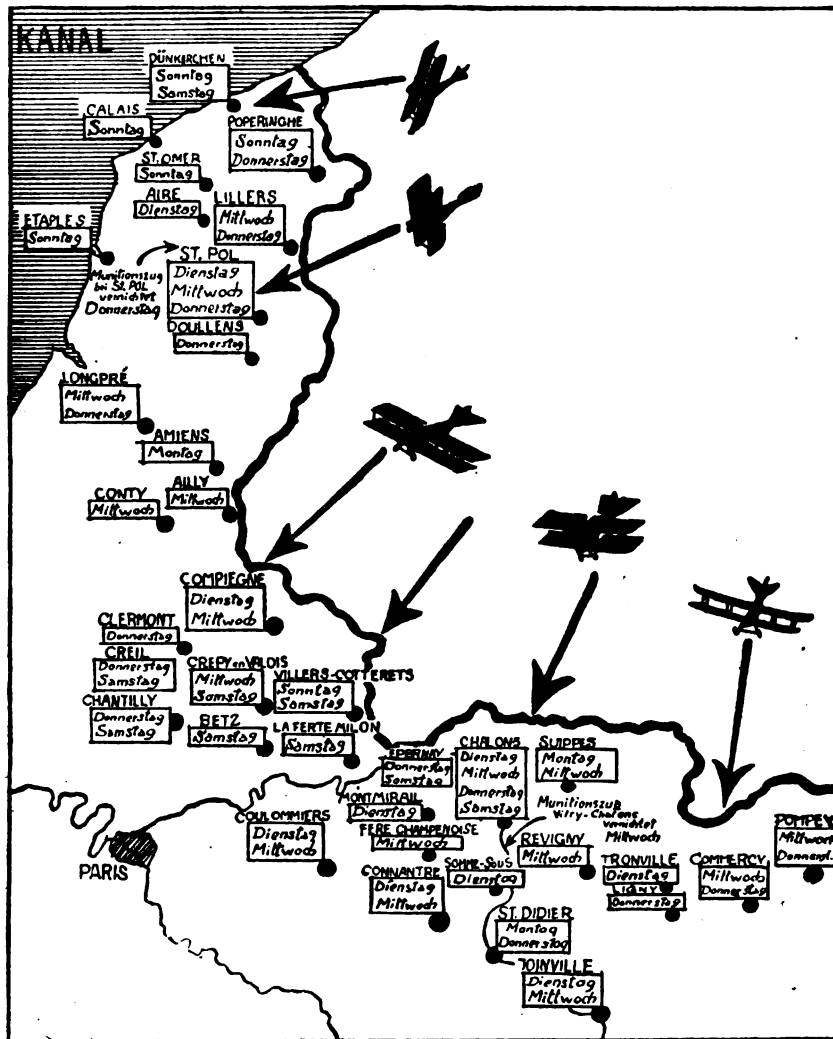 KANAL
DÜNKIRCHEN
Sonntag
Samstag
CALAIS
Sonntag
POPERINGHE
Sonntag
Donnerstag
ST. OMER
Sonntag
AIRE
Dienstag
LILLERS
Mittwoch
Donnerstag
ETAPLES
Sonntag
Munitionszug
bei St. POL
vernichtet
Donnerstag
ST. POL
Dienstag
Mittwoch
Donnerstag
DOULLENS
Donnerstag
LONGPRÉ
Mittwoch
Donnerstag
AMIENS
Montag
AILLY
Mittwoch
CONTY
Mittwoch
COMPIEGNE
Dienstag
Mittwoch
CLERMONT
Donnerstag
CREIL
Donnerstag
Samstag
CREPY en VALOIS
Mittwoch
Samstag
VILLERS-COTTERETS
Sonntag
Samstag
CHANTILLY
Donnerstag
Samstag
BETZ
Samstag
LA FERTE MILON
Samstag
EPERNAY
Donnerstag
Samstag
CHALONS
Dienstag
Mittwoch
Donnerstag
Samstag
SUIPPES
Montag
Mittwoch
MONTMIRAIL
Dienstag
Munitionszug
Vitry-Chalons
vernichtet
Mittwoch
COULOMMIERS
Dienstag
Mittwoch
FÈRE CHAMPENOISE
Mittwoch
REVIGNY
Mittwoch
POMPEY
Mittwoch
Donnerst
PARIS
CONNANTRE
Dienstag
Mittwoch
SOMME-SOUS
Dienstag
TRONVILLE
Dienstag
LIGNY
Donnerstag
COMMERCY
Mittwoch
Donnerstag
ST. DIDIER
Montag
Donnerstag
JOINVILLE
Dienstag
Mittwoch